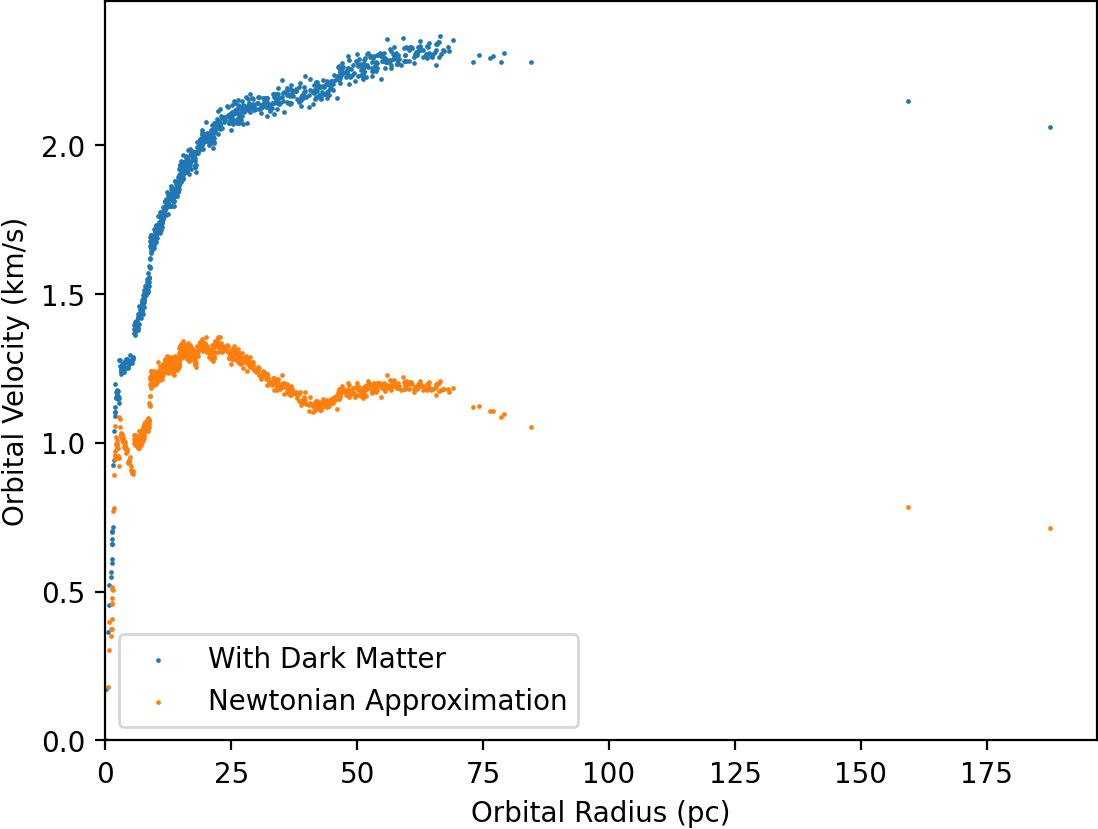 Orbital Velocity (km/s)
2.0
1.5
1.0
0.5
0.0
With Dark Matter
Newtonian Approximation
0 25 50 75 100 125 150 175
Orbital Radius (pc)